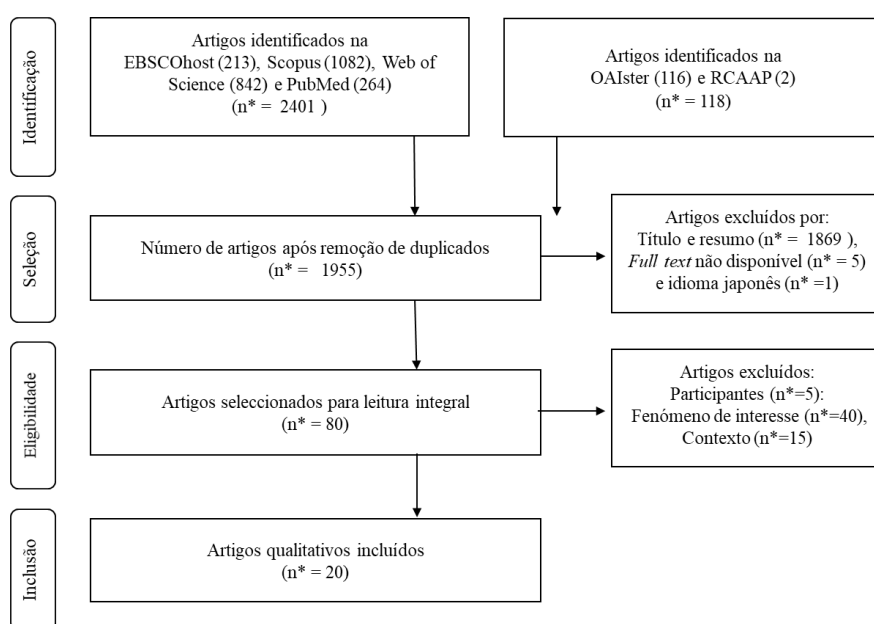 Identificação
Artigos identificados na
EBSCOhost (213), Scopus (1082), Web of
Science (842) e PubMed (264)
(n* = 2401 )
Artigos identificados na
OAIster (116) e RCAAP (2)
(n* = 118)
Seleção
Número de artigos após remoção de duplicados
(n* = 1955)
Artigos excluídos por:
Título e resumo (n* = 1869 ),
Full text não disponível (n* = 5)
e idioma japonês (n* =1)
Eligibilidade
Artigos seleccionados para leitura integral
(n* = 80)
Artigos excluídos:
Participantes (n*=5):
Fenómeno de interesse (n*=40),
Contexto (n*=15)
Inclusão
Artigos qualitativos incluídos
(n* = 20)